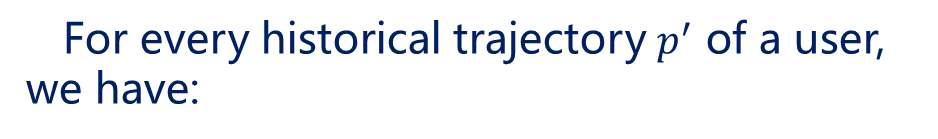 For every historical trajectory p′ of a user,
we have: